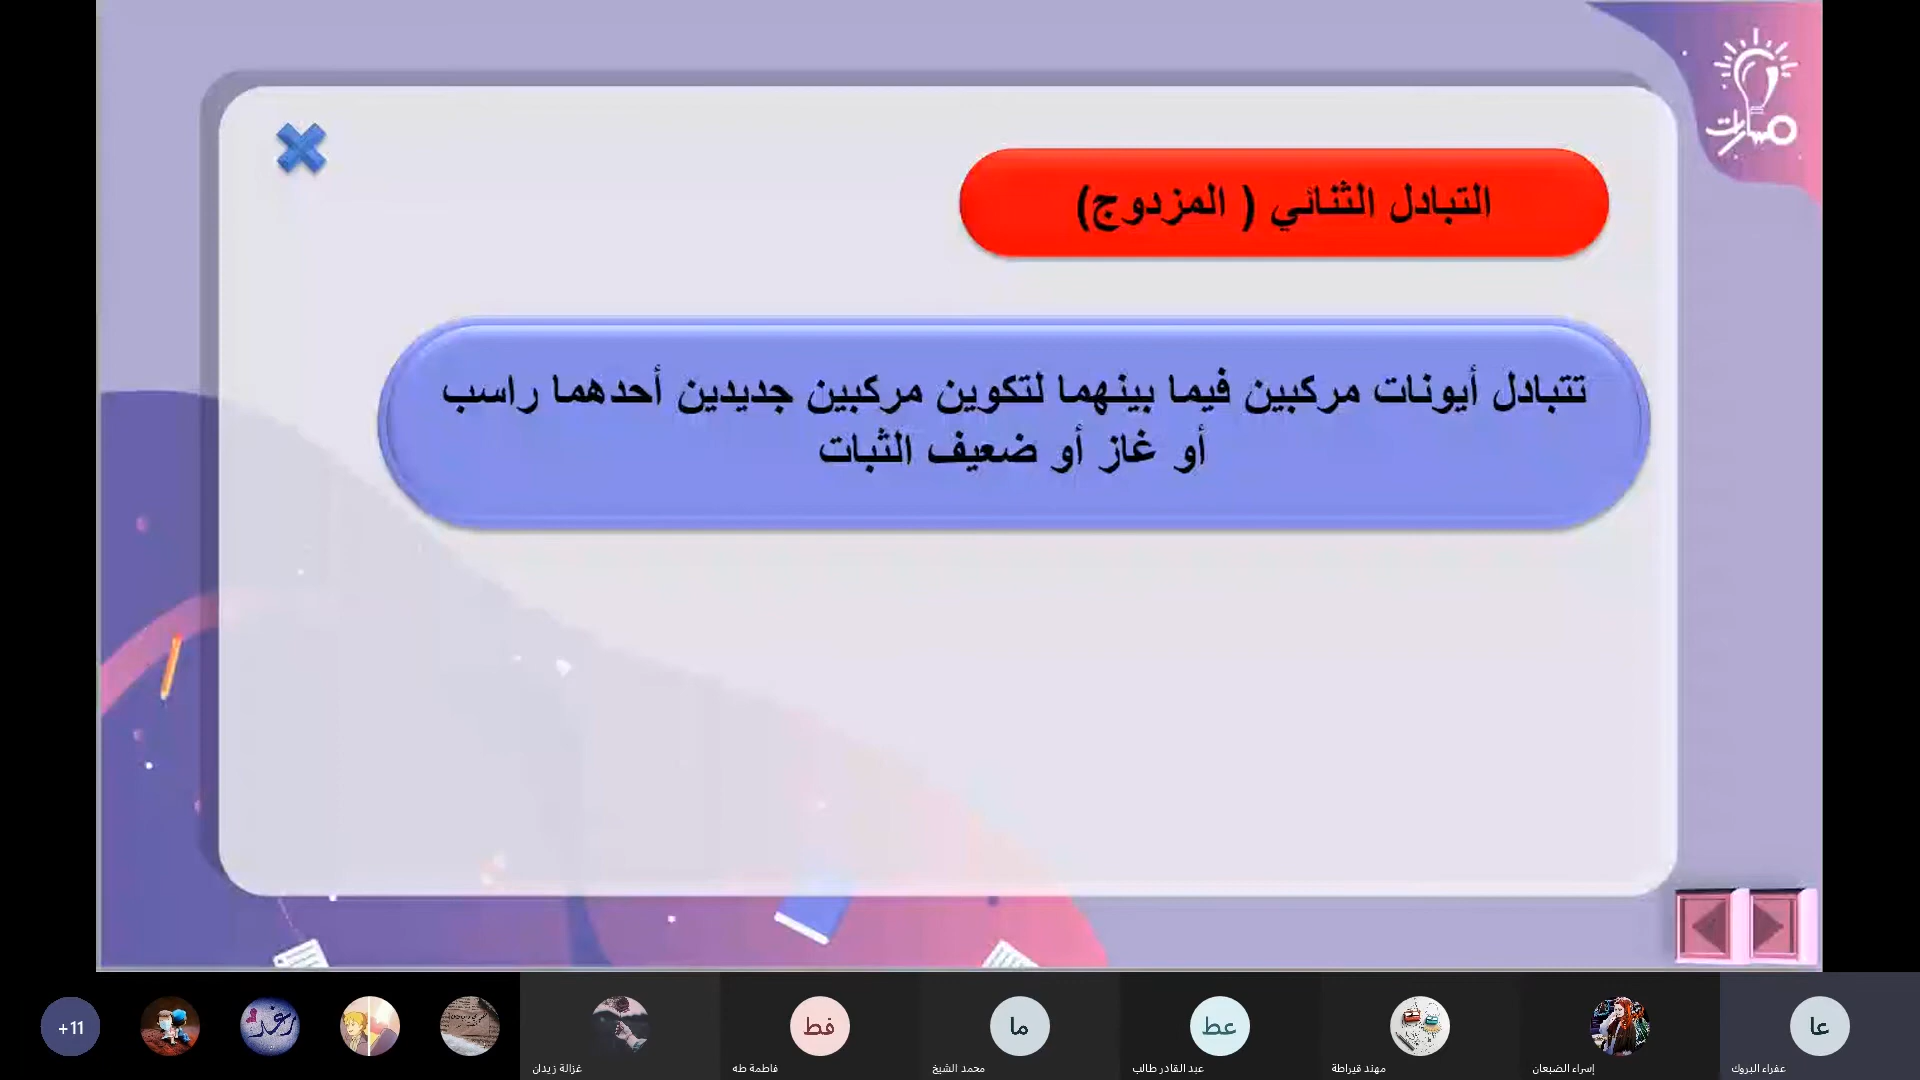 مسارات
التبادل الثنائي ( المزدوج)
تتبادل أيونات مركبين فيما بينهما لتكوين مركبين جديدين أحدهما راسب
أو غاز أو ضعيف الثبات
+11
رغد
غزالة زيدان
فط
فاطمة طه
ما
محمد الشيخ
عط
عبد القادر طالب
مهند قيراطة
إسراء الضبعان
عا
عفراء البروك